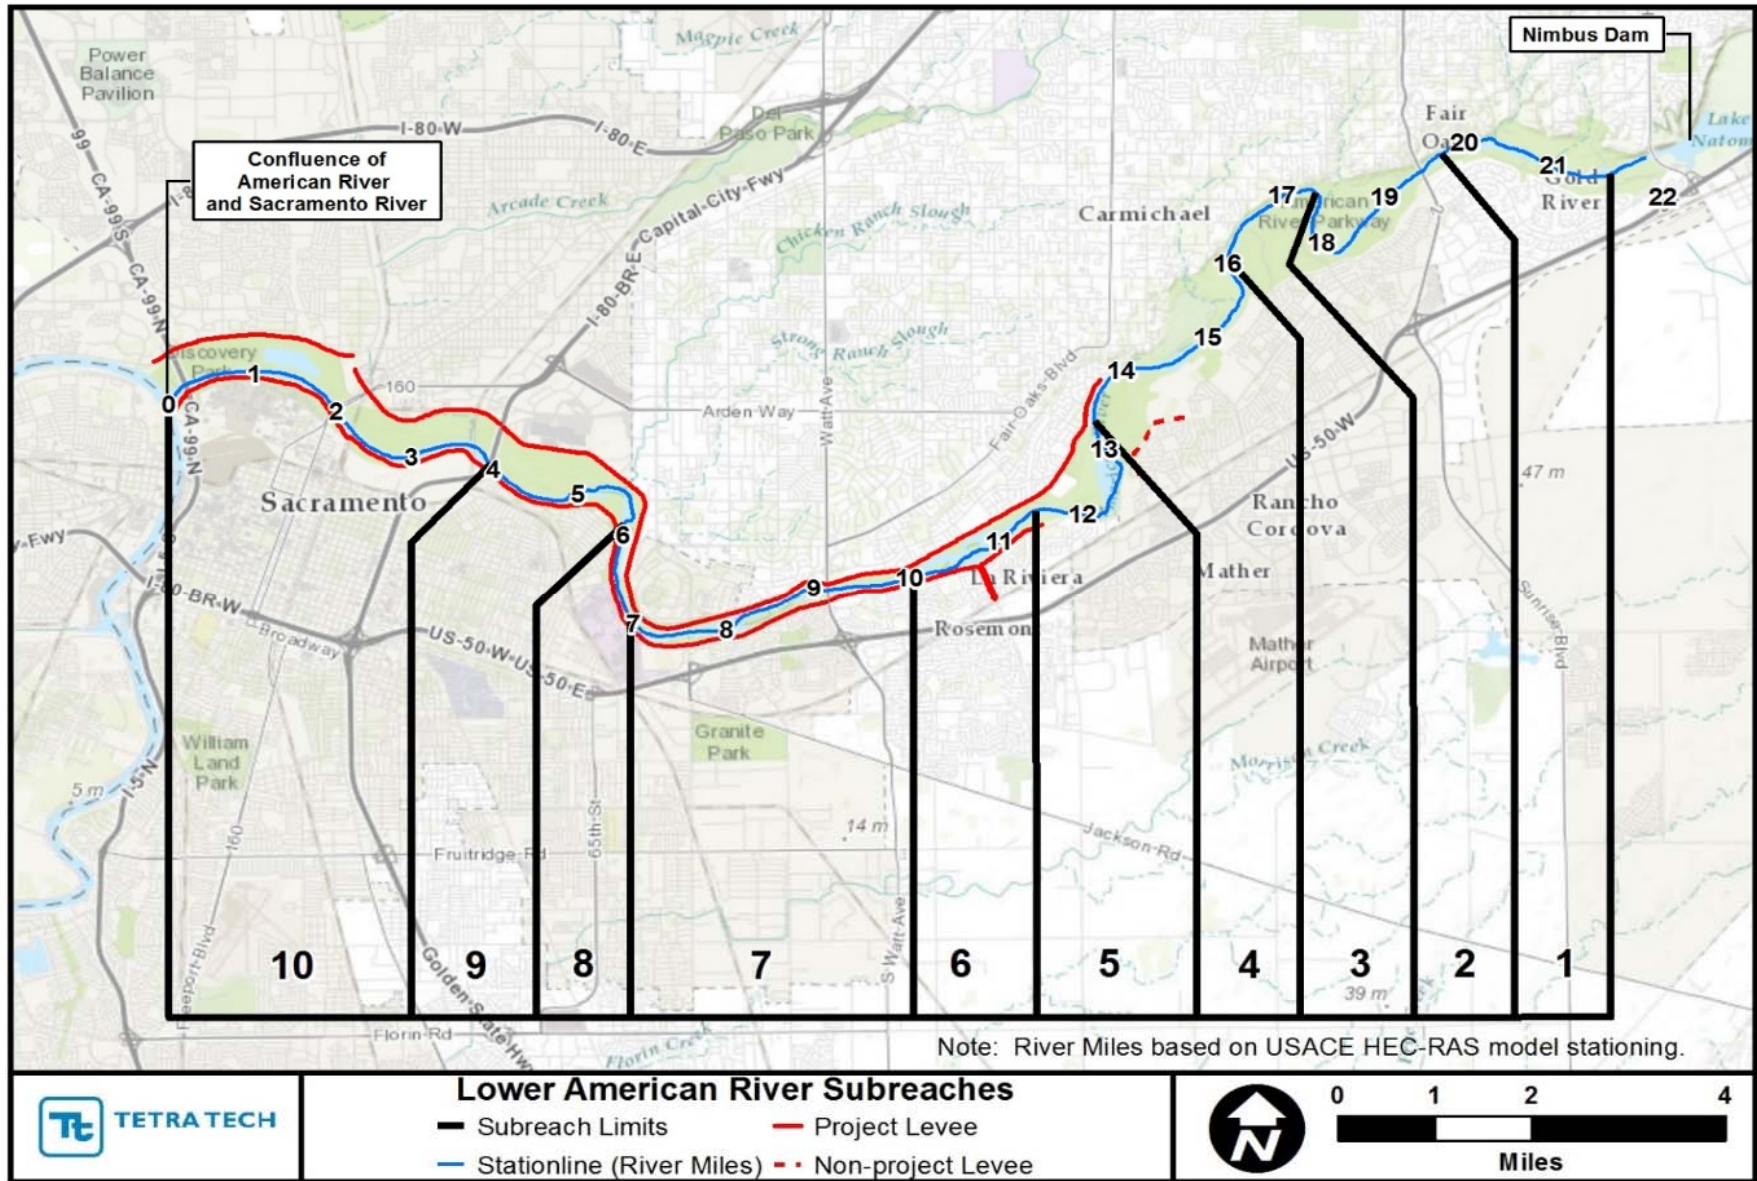 Nimbus Dam
Magpie Creek
Power
Balance
Pavilion
Del
Paso Park
Fair
I-80-W
I-80-E
Lake
Confluence of
American River
and Sacramento River
99
CA-99-S
CA-99-N
Arcade Creek
Capital-City-Fwy
I-80-BR-E
Chicken Ranch Slough
Carmichael
River Parkway
River
Strong Ranch Slough
Discovery
160
Arden Way
Watt-Ave
Fair-Oaks-Blvd
CA-99-N
US-50-W
47 m
Sacramento
Rancho
Cordova
La Riviera
Mather
Rosemon
Mather
Airport
Sunrise-Blvd
I-80-BR-W
Broadway
US-50-W-US-50-E
0
1
2
3
4
5
6
7
8
9
10
11
12
13
14
15
16
17
18
19
20
21
22
William
Land
Park
Granite
Park
Morrison Creek
5 m
I-5-N
160
65th-St
14 m
Jackson-Rd
Fruitridge-Rd
S-Watt-Ave
Freeport-Blvd
Golden-State-Hwy
39 m
Florin-Rd
Florin Creek
10 9 8 7 6 5 4 3 2 1
Note: River Miles based on USACE HEC-RAS model stationing.
TETRA TECH
Lower American River Subreaches
Subreach Limits
Project Levee
Stationline (River Miles)
Non-project Levee
N
0 1 2 4
Miles